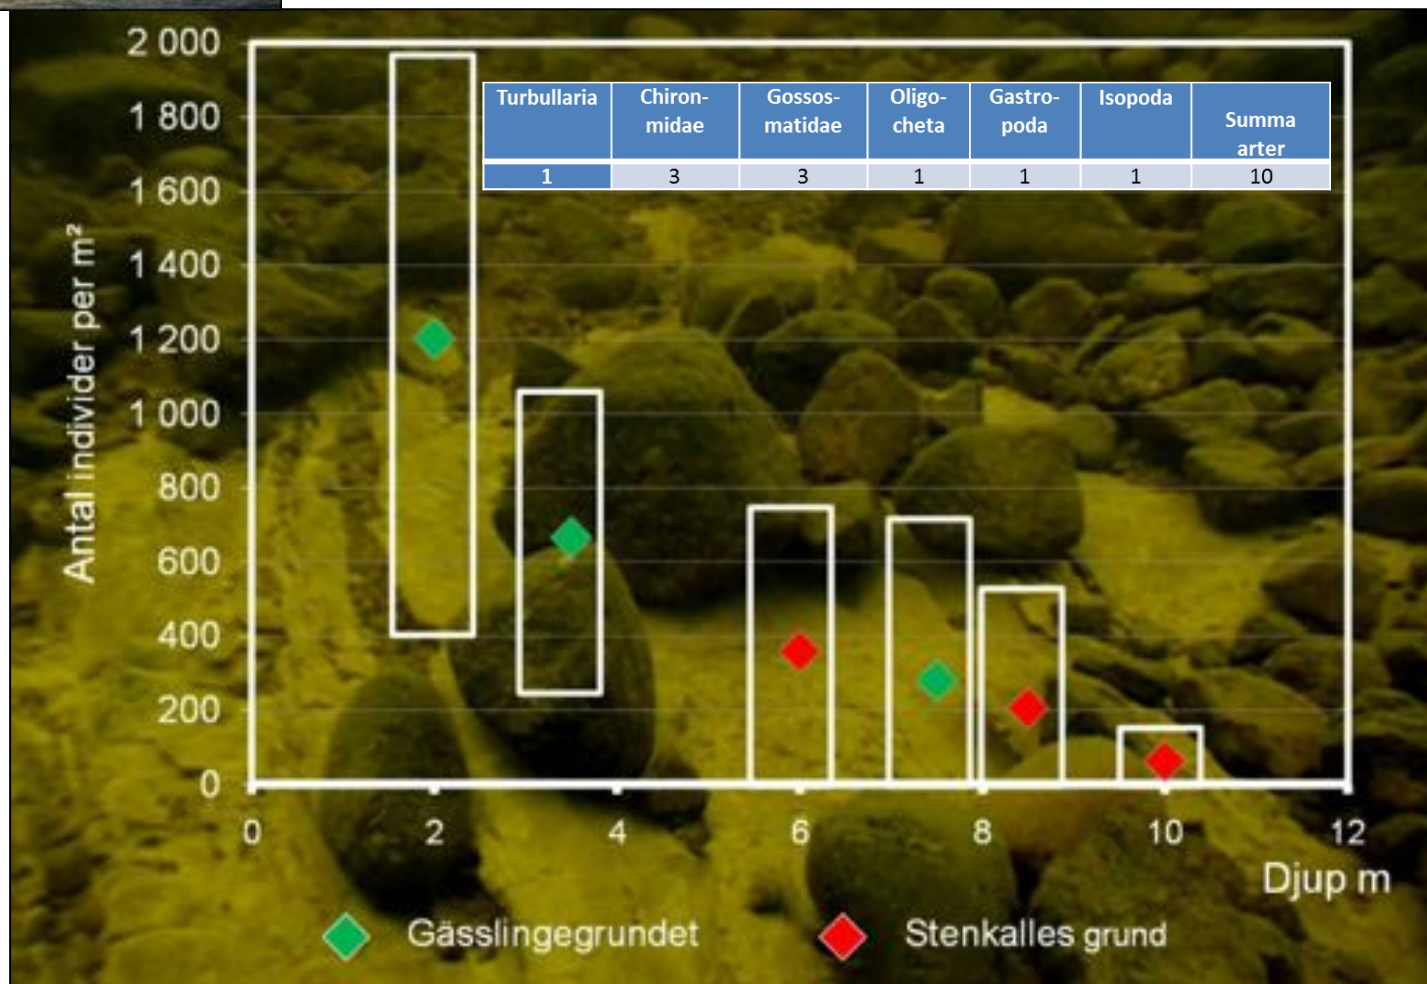 2 000
1 800
1 600
1 400
1 200
1 000
800
600
400
200
0
Antal individer per m²
Turbullaria Chiron- Gossos- Oligo- Gastro- Isopoda Summa
midae matidae cheta poda arter
1 3 3 1 1 1 10
0 2 4 6 8 10 12
Djup m
Gässlingegrundet Stenkalles grund